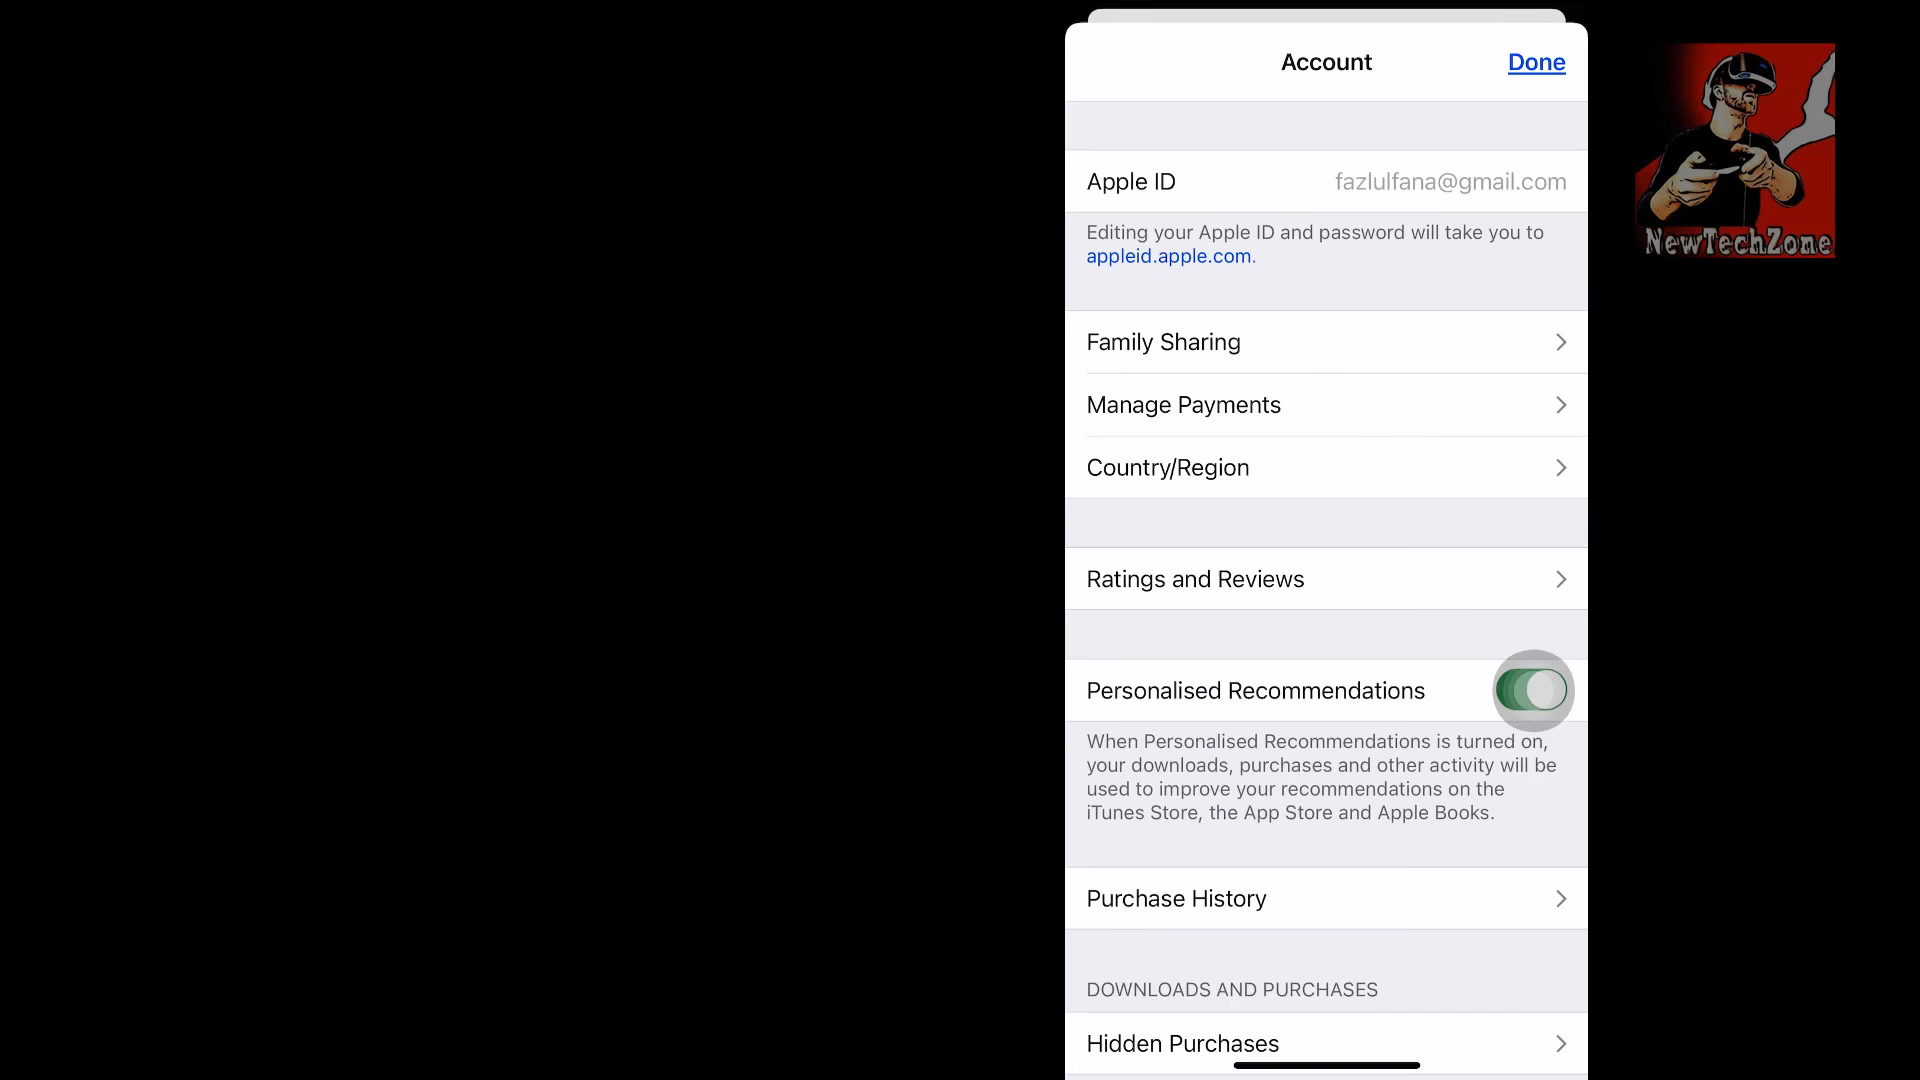 Account
Done
Apple ID
fazlulfana@gmail.com
Editing your Apple ID and password will take you to
appleid.apple.com.
Family Sharing
Manage Payments
Country/Region
Ratings and Reviews
Personalised Recommendations
When Personalised Recommendations is turned on,
your downloads, purchases and other activity will be
used to improve your recommendations on the
iTunes Store, the App Store and Apple Books.
Purchase History
DOWNLOADS AND PURCHASES
Hidden Purchases
NewTechZone